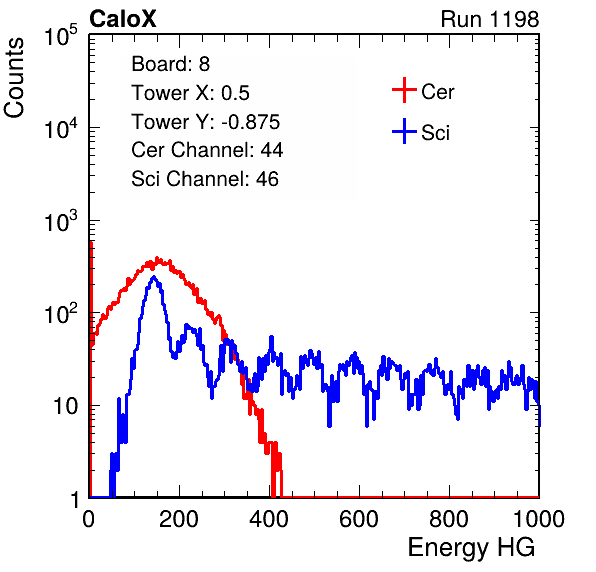 CaloX Run 1198
Counts
10^5
10^4
10^3
10^2
10
1
Board: 8
Tower X: 0.5
Tower Y: -0.875
Cer Channel: 44
Sci Channel: 46
Cer
Sci
0 200 400 600 800 1000
Energy HG